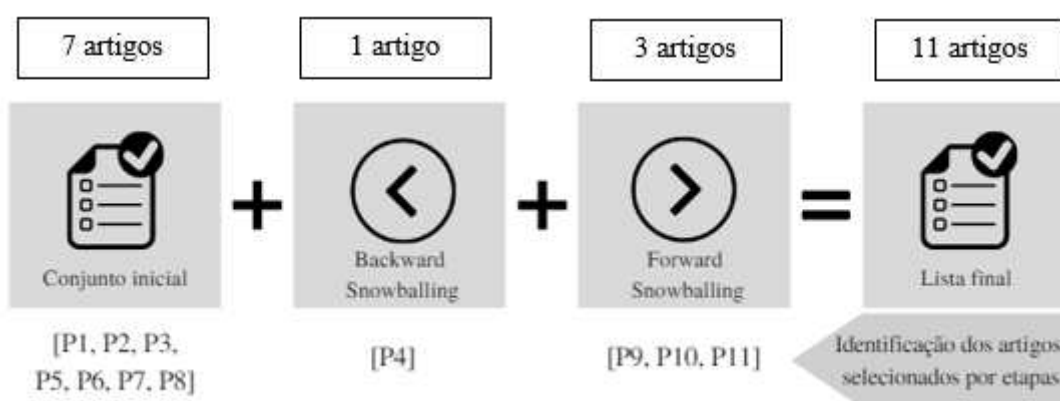 7 artigos
1 artigo
3 artigos
11 artigos
Conjunto inicial
Backward
Snowballing
Forward
Snowballing
Lista final
[P1, P2, P3,
P5, P6, P7, P8]
[P4]
[P9, P10, P11]
Identificação dos artigos
selecionados por etapas